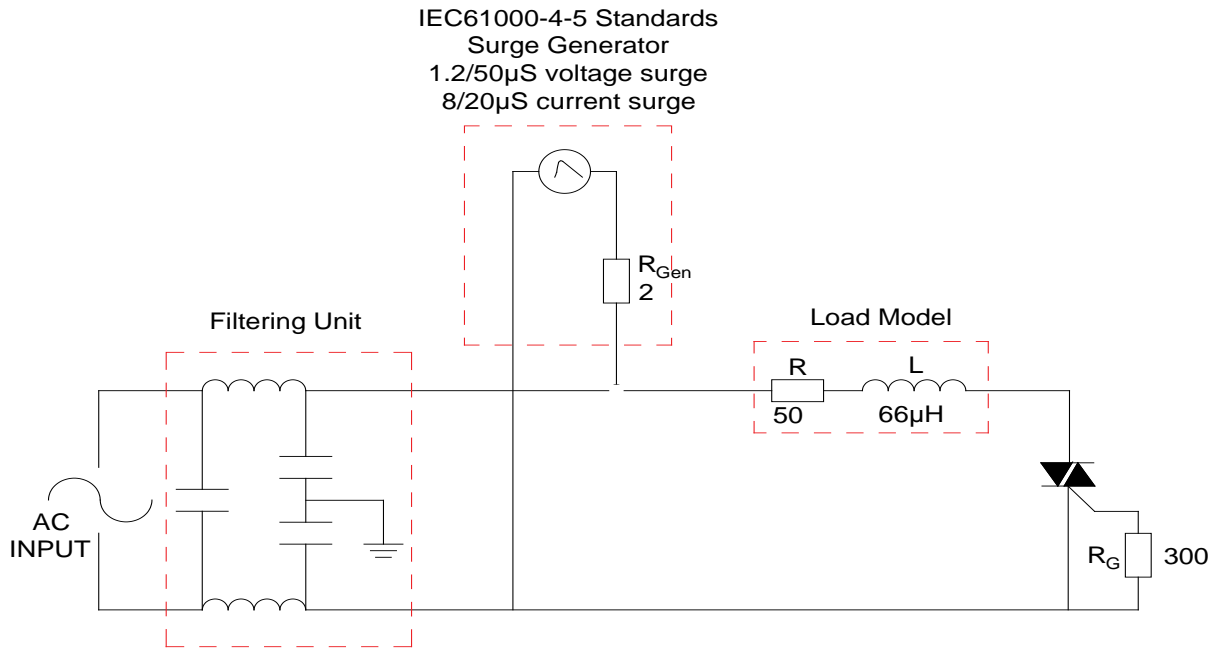 IEC61000-4-5 Standards
Surge Generator
1.2/50µS voltage surge
8/20µS current surge
RGen
2
Filtering Unit
Load Model
R
L
50
66µH
AC
INPUT
RG
300